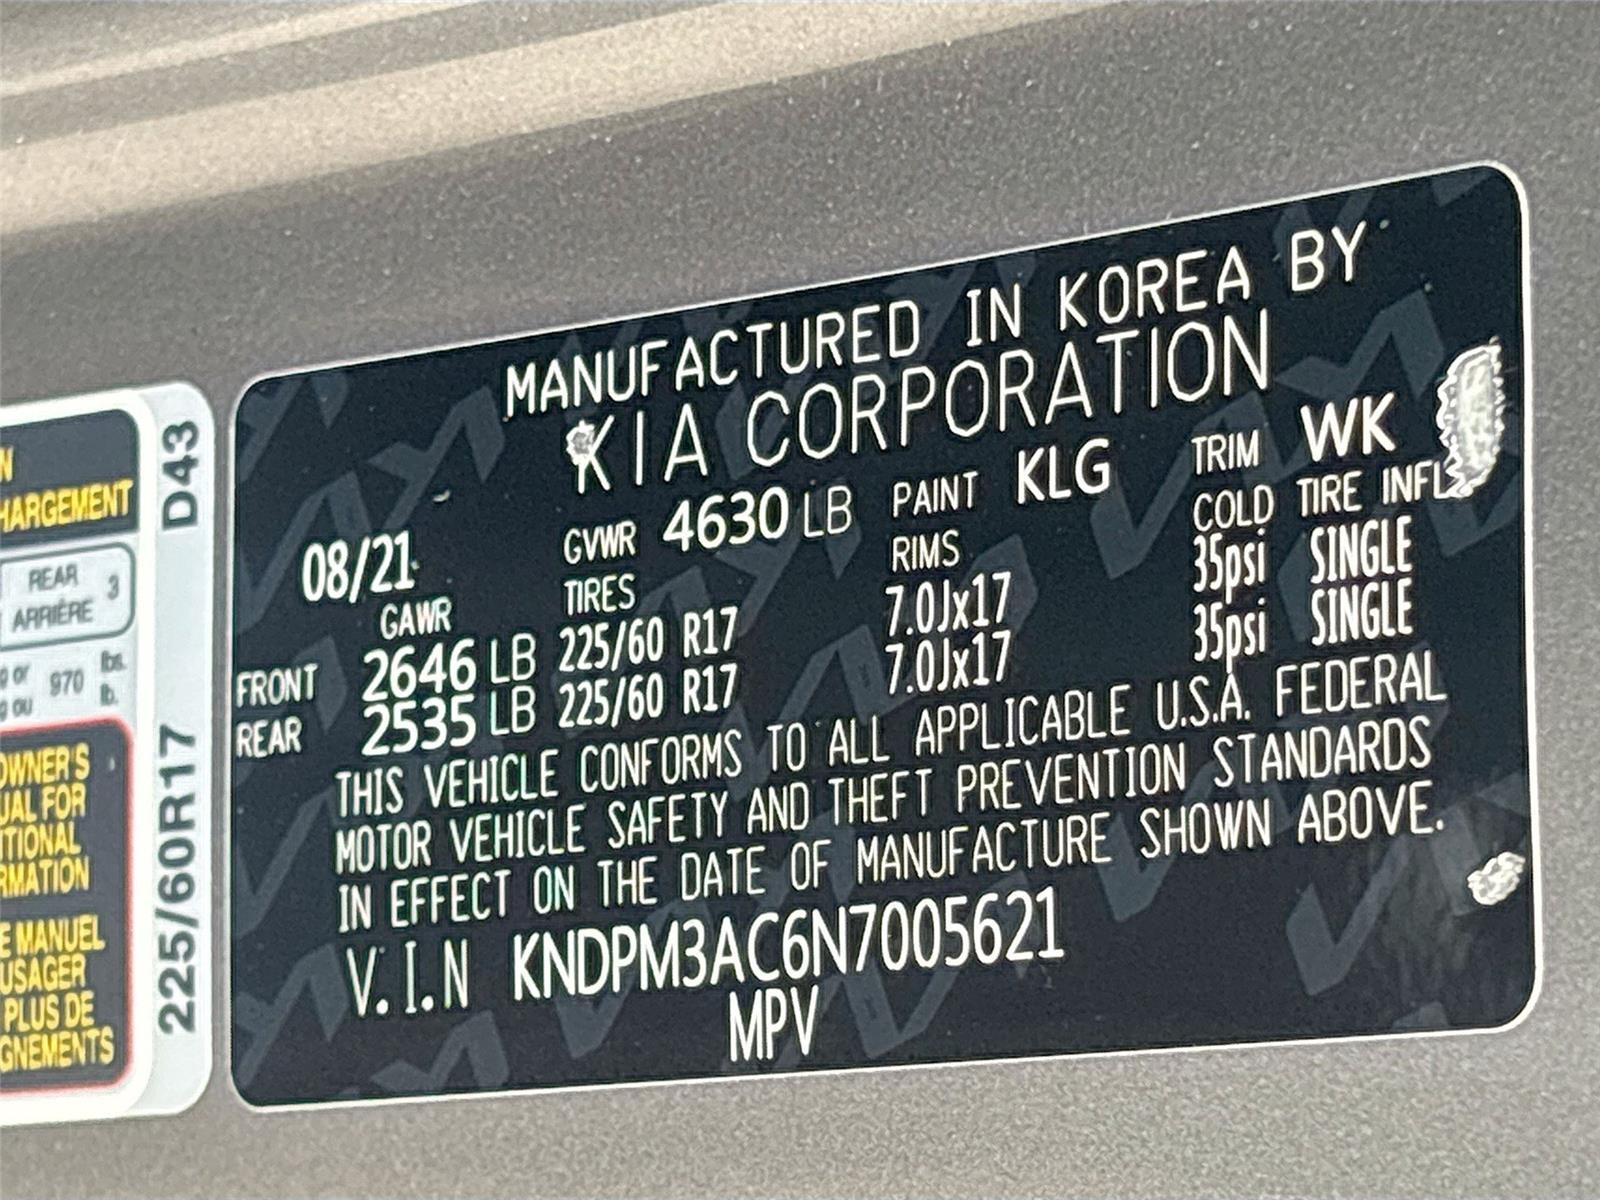 MANUFACTURED IN KOREA BY
KIA CORPORATION
08/21 GVWR 4630 LB PAINT KLG TRIM WK
GAWR TIRES RIMS COLD TIRE INFL
FRONT 2646 LB 225/60 R17 7.0Jx17 35psi SINGLE
REAR 2535 LB 225/60 R17 7.0Jx17 35psi SINGLE
THIS VEHICLE CONFORMS TO ALL APPLICABLE U.S.A. FEDERAL
MOTOR VEHICLE SAFETY AND THEFT PREVENTION STANDARDS
IN EFFECT ON THE DATE OF MANUFACTURE SHOWN ABOVE.
V.I.N KNDPM3AC6N7005621
MPV
N
HARGEMENT
REAR 3
ARRIÈRE
g or 970 lbs.
g ou lb.
OWNER'S
UAL FOR
ITIONAL
RMATION
E MANUEL
USAGER
PLUS DE
GNEMENTS
225/60R17 D43